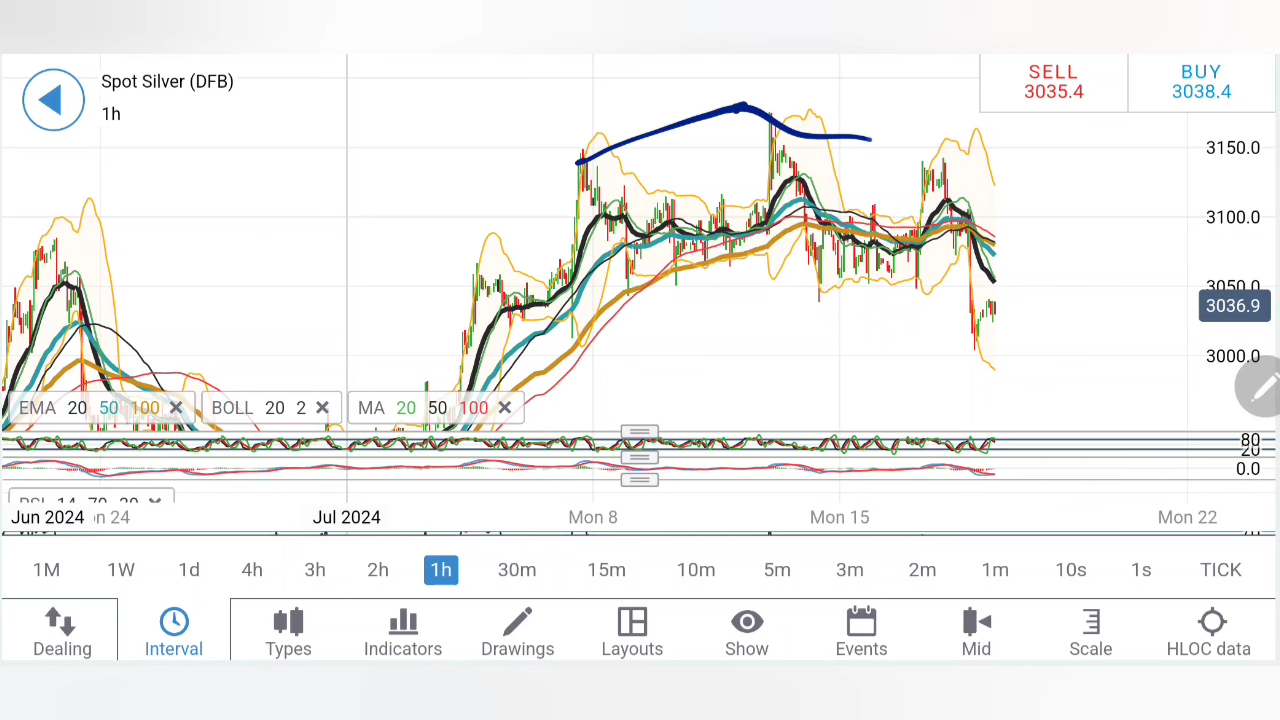 Spot Silver (DFB)
1h
SELL
3035.4
BUY
3038.4
3150.0
3100.0
3050.0
3036.9
3000.0
EMA 20 50 100
BOLL 20 2
MA 20 50 100
80
20
0.0
Jun 2024
Jul 2024 Mon 8 Mon 15 Mon 22
1M 1W 1d 4h 3h 2h 1h 30m 15m 10m 5m 3m 2m 1m 10s 1s TICK
Dealing Interval Types Indicators Drawings Layouts Show Events Mid Scale HLOC data